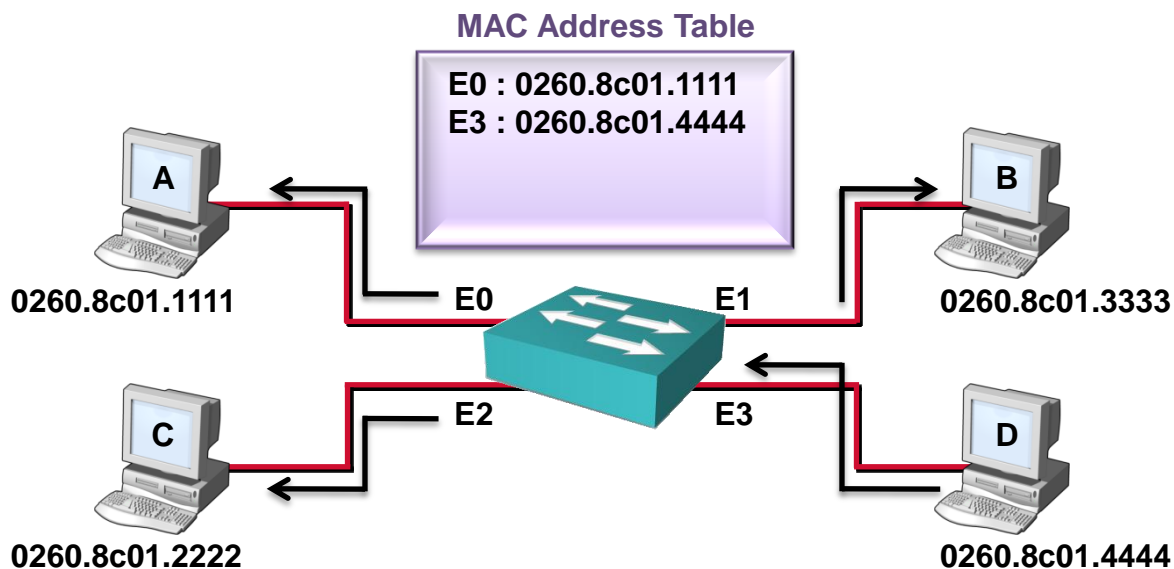 MAC Address Table
E0 : 0260.8c01.1111
E3 : 0260.8c01.4444
A
B
0260.8c01.1111
E0
E1
0260.8c01.3333
C
E2
E3
D
0260.8c01.2222
0260.8c01.4444